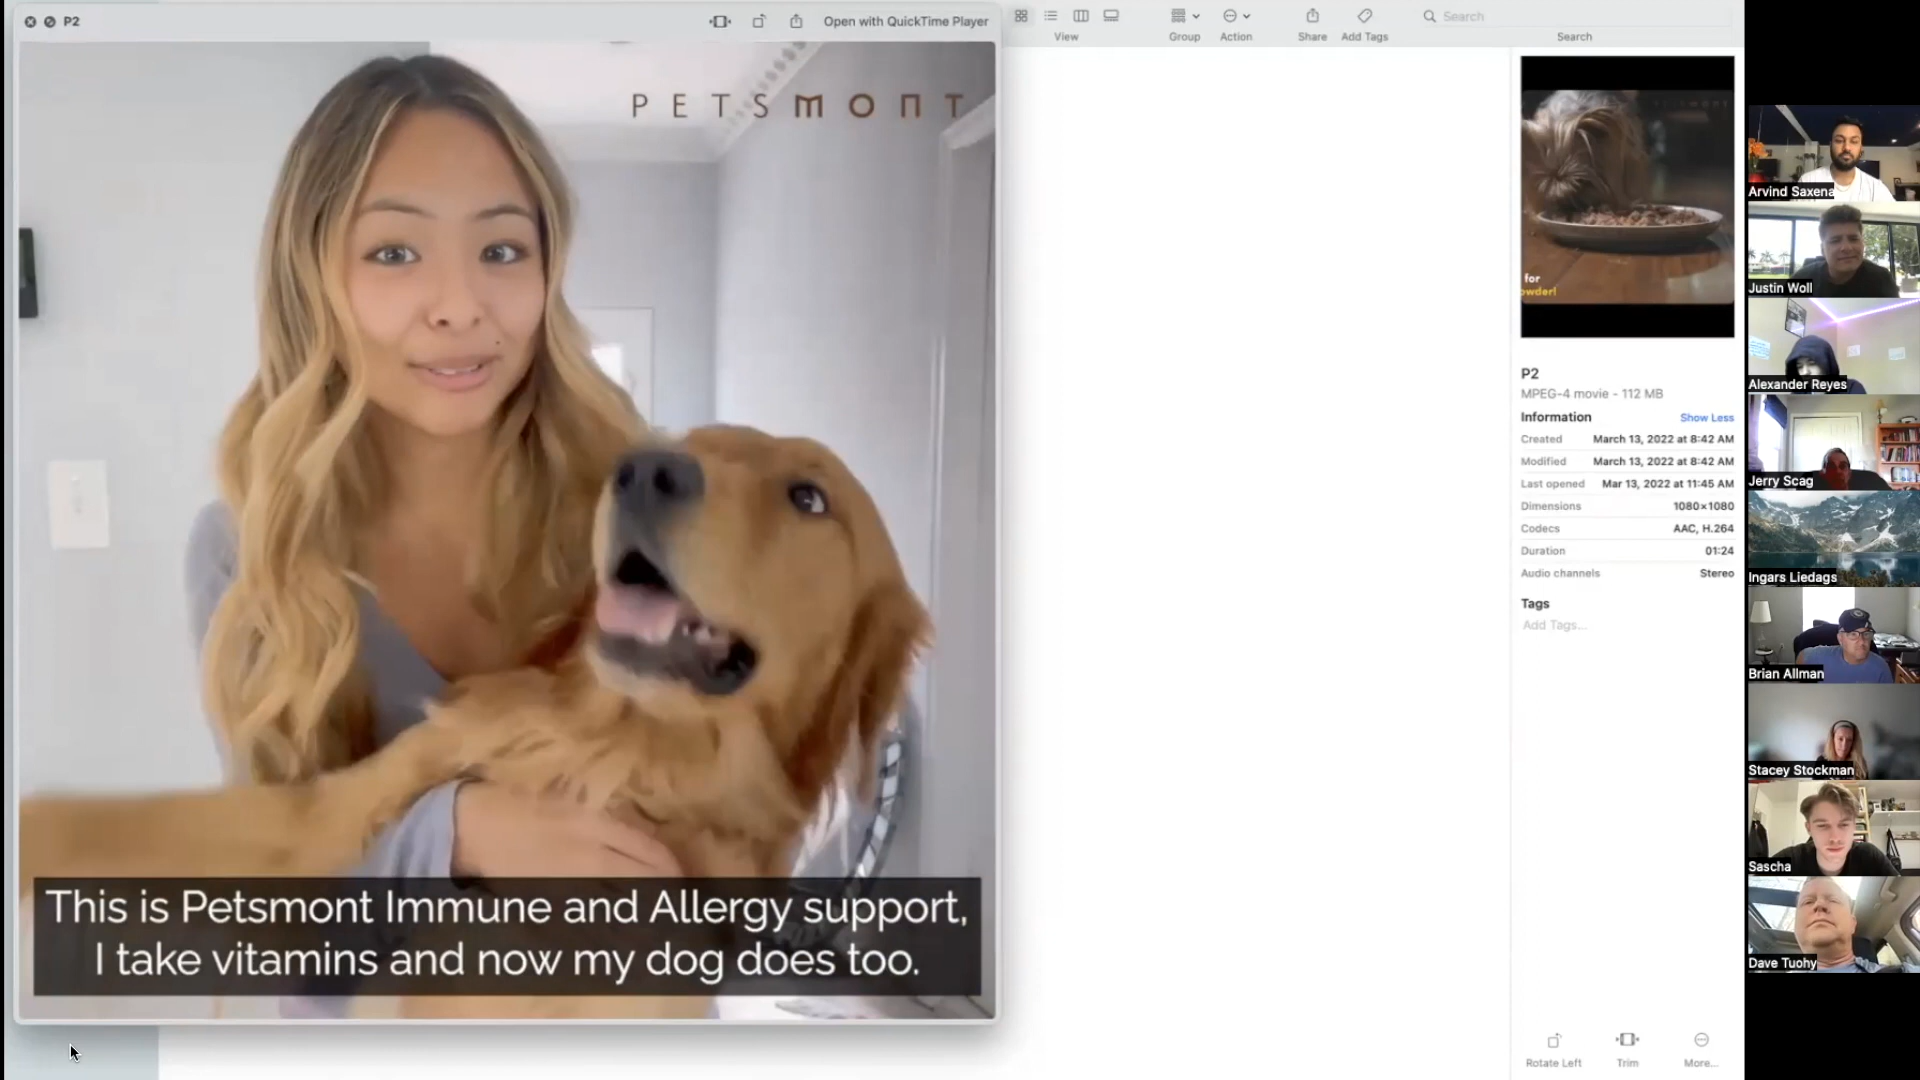 P2
Open with QuickTime Player
PETSMONT
This is Petsmont Immune and Allergy support,
I take vitamins and now my dog does too.
View
Group
Action
Share
Add Tags
Search
Search
for
owder!
P2
MPEG-4 movie - 112 MB
Information
Show Less
Created March 13, 2022 at 8:42 AM
Modified March 13, 2022 at 8:42 AM
Last opened Mar 13, 2022 at 11:45 AM
Dimensions 1080×1080
Codecs AAC, H.264
Duration 01:24
Audio channels Stereo
Tags
Add Tags...
Rotate Left
Trim
More...
Arvind Saxena
Justin Woll
Alexander Reyes
Jerry Scag
Ingars Liedags
Brian Allman
Stacey Stockman
Sascha
Dave Tuohy